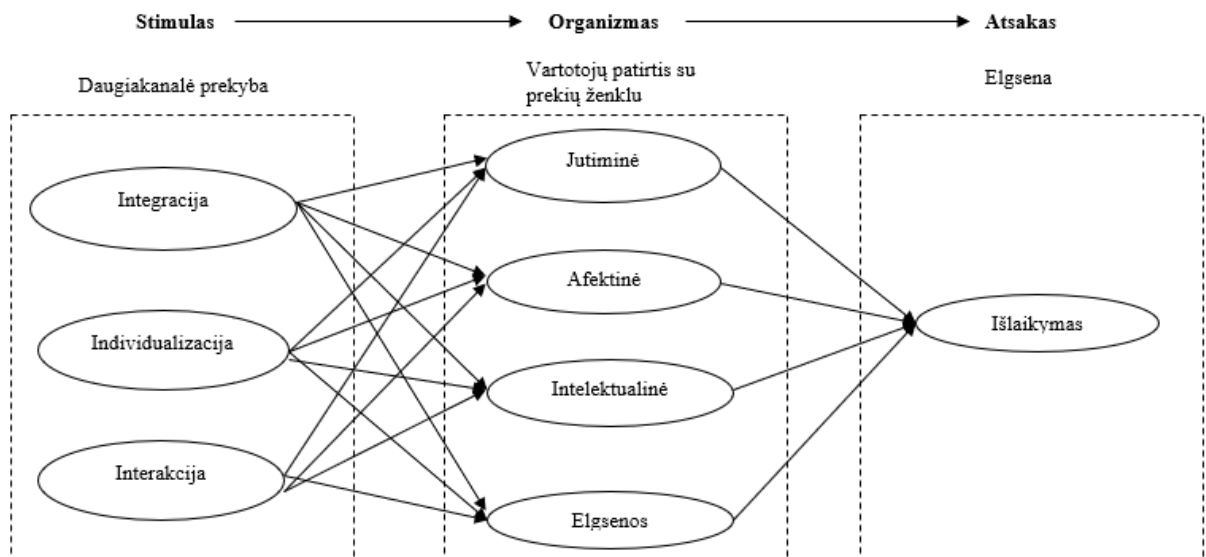 Stimulas
Organizmas
Atsakas
Daugiakanalė prekyba
Vartotojų patirtis su
prekių ženklu
Elgsena
Integracija
Individualizacija
Interakcija
Jutiminė
Afektinė
Intelektualinė
Elgsenos
Išlaikymas